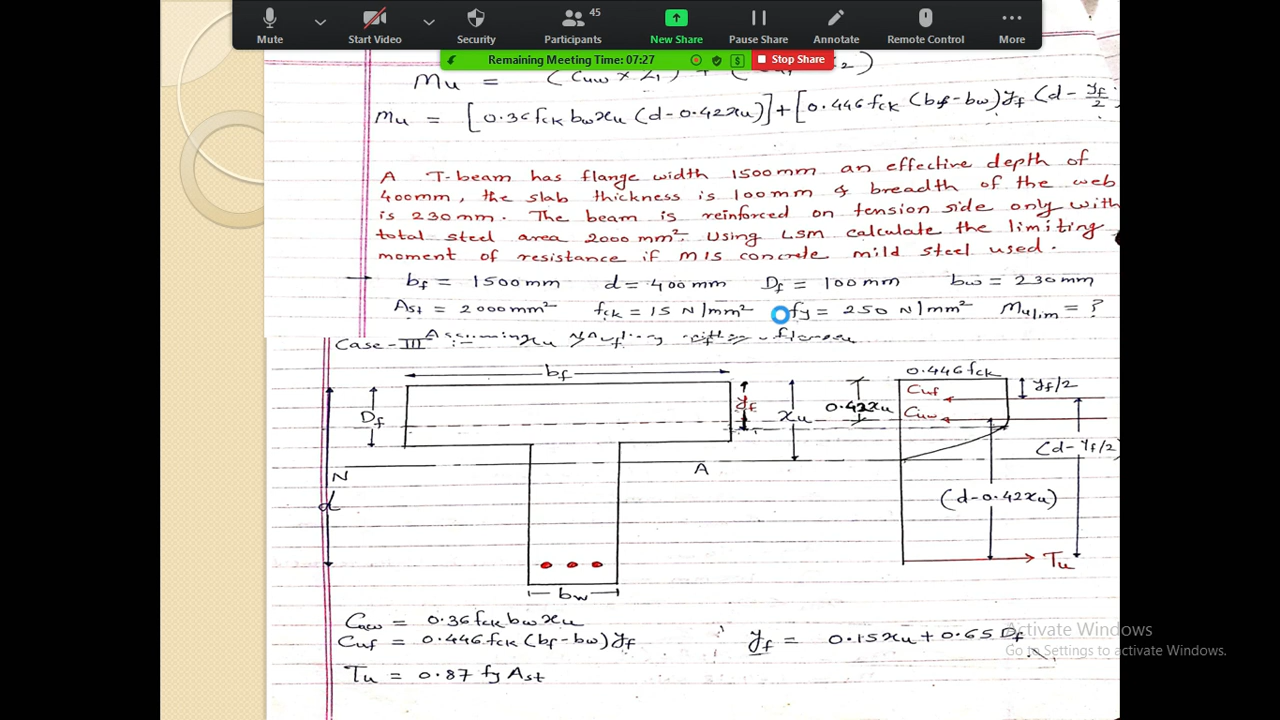 45
Mute
Start Video
Security
Participants
New Share
Pause Share
Annotate
Remote Control
More
Remaining Meeting Time: 07:27
Stop Share
Mu =
Mu = [0.36 fck bw xu (d-0.42xu)] + [0.446 fck (bf-bw) yf (d - yf/2
A T-beam has flange width 1500mm an effective depth of
400mm, the slab thickness is 100mm & breadth of the web
is 230mm. The beam is reinforced on tension side only with
total steel area 2000mm². Using LSM calculate the limiting
moment of resistance if M15 concrete mild steel used.
bf = 1500mm d = 400mm Df = 100mm bw = 230mm
Ast = 2000mm² fck = 15 N/mm² fy = 250 N/mm² Mulim = ?
Case-III :- Assuming xu
bf
0.446fck
Df
yf
xu
0.42xu
Cuf
Cuw
yf/2
N
A
(d-yf/2)
d
(d-0.42xu)
Tu
bw
Cuw = 0.36 fck bw xu
Cuf = 0.446 fck (bf-bw) yf
yf = 0.15xu + 0.65 Df
Tu = 0.87 fy Ast
Activate Windows
Go to Settings to activate Windows.